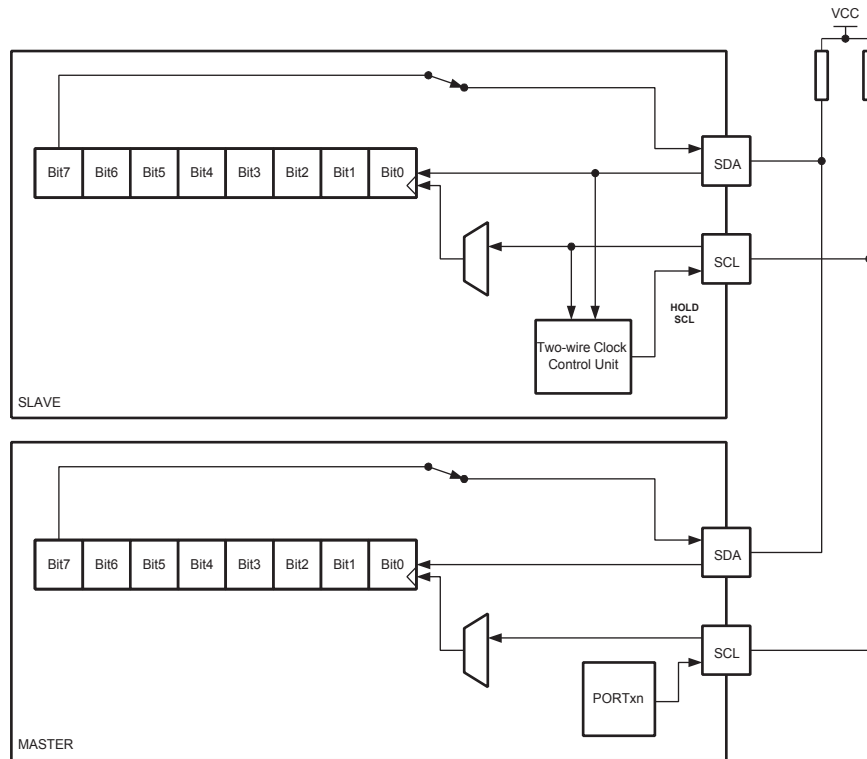 VCC
Bit7 Bit6 Bit5 Bit4 Bit3 Bit2 Bit1 Bit0
SDA
SCL
HOLD
SCL
Two-wire Clock
Control Unit
SLAVE
Bit7 Bit6 Bit5 Bit4 Bit3 Bit2 Bit1 Bit0
SDA
SCL
PORTxn
MASTER